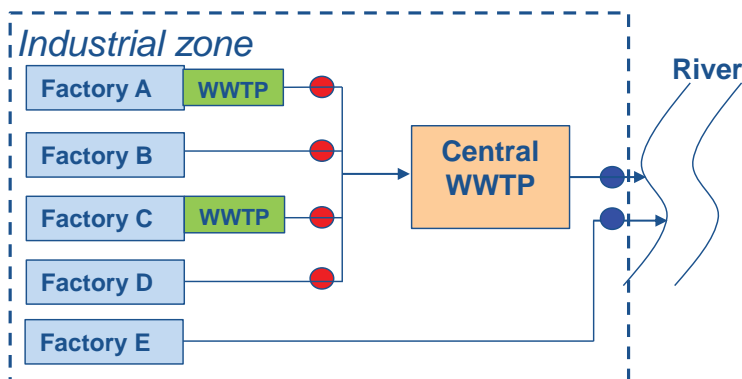 Industrial zone
River
Factory A
WWTP
Factory B
Central
WWTP
Factory C
WWTP
Factory D
Factory E